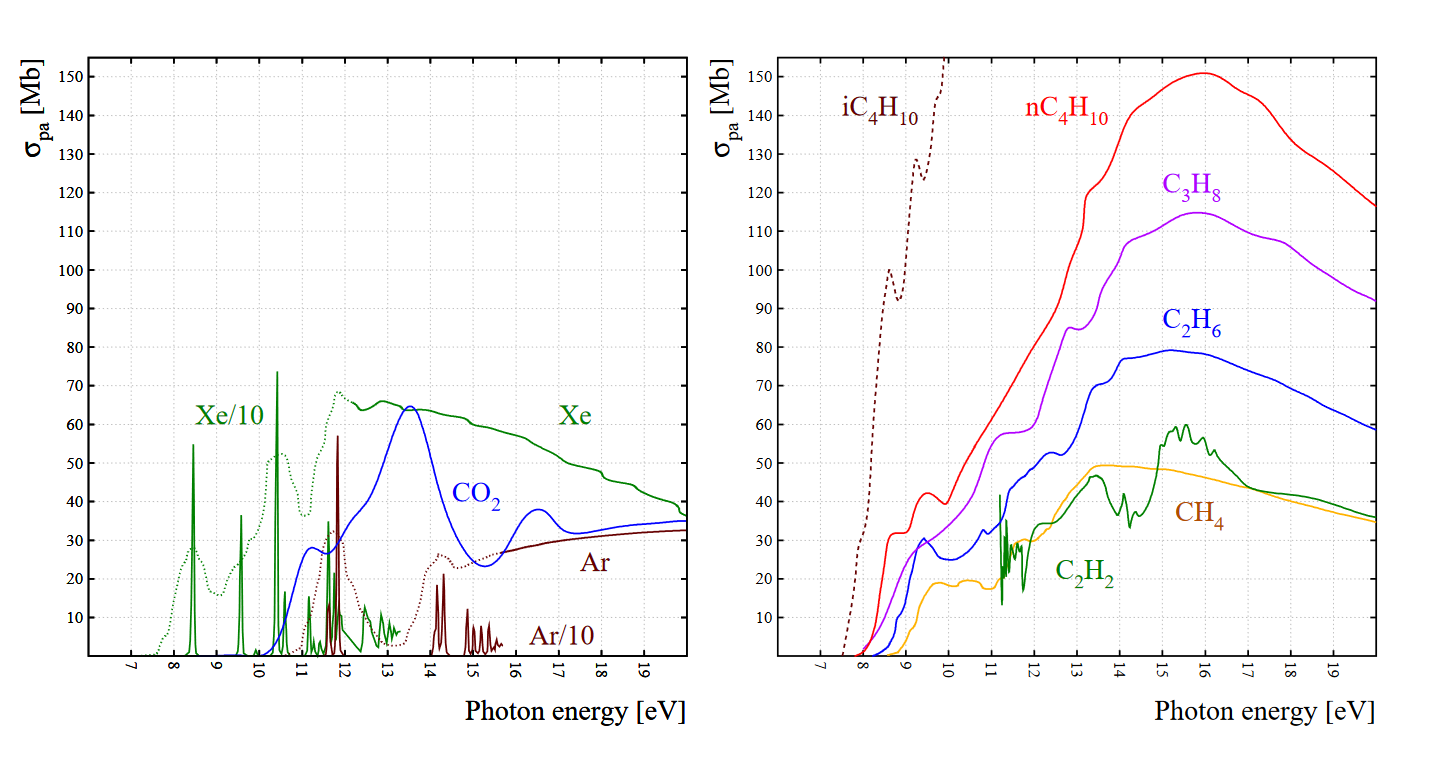 σpa [Mb]
150
140
130
120
110
100
90
80
70
60
50
40
30
20
10
Xe/10
Xe
CO2
Ar
Ar/10
7 8 9 10 11 12 13 14 15 16 17 18 19
Photon energy [eV]
σpa [Mb]
150
140
130
120
110
100
90
80
70
60
50
40
30
20
10
iC4H10
nC4H10
C3H8
C2H6
CH4
C2H2
7 8 9 10 11 12 13 14 15 16 17 18 19
Photon energy [eV]